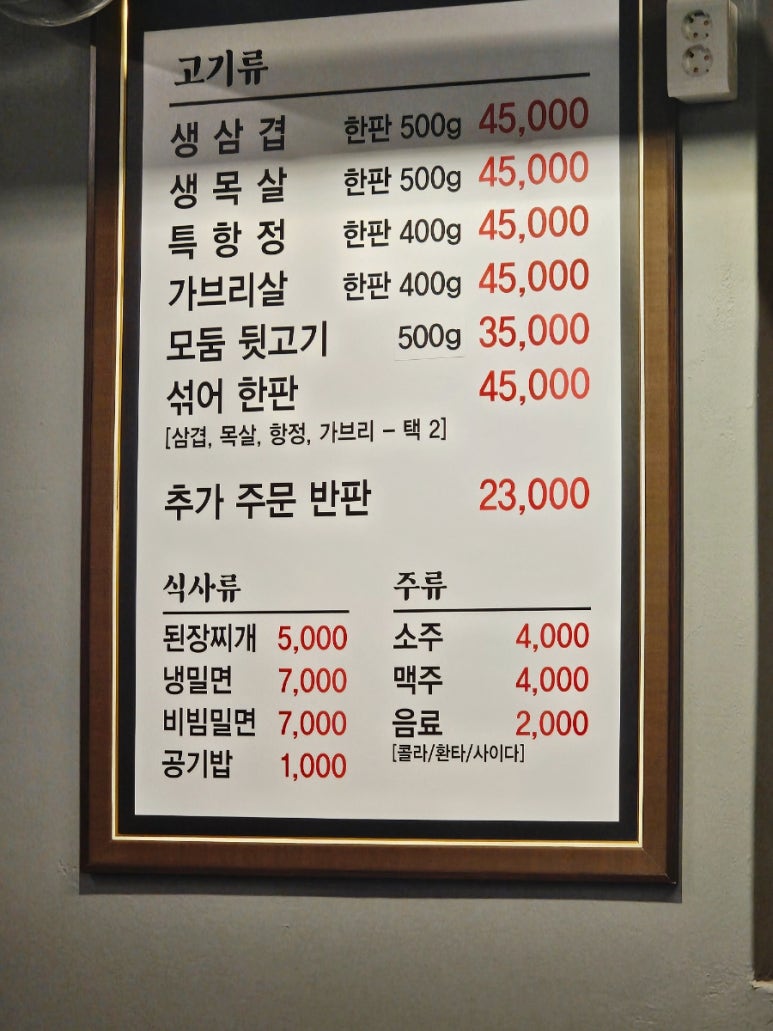 고기류
생삼겹 한판 500g 45,000
생목살 한판 500g 45,000
특항정 한판 400g 45,000
가브리살 한판 400g 45,000
모둠 뒷고기 500g 35,000
섞어 한판 45,000
[삼겹, 목살, 항정, 가브리 - 택 2]
추가 주문 반판 23,000
식사류
된장찌개 5,000
냉밀면 7,000
비빔밀면 7,000
공기밥 1,000
주류
소주 4,000
맥주 4,000
음료 2,000
[콜라/환타/사이다]